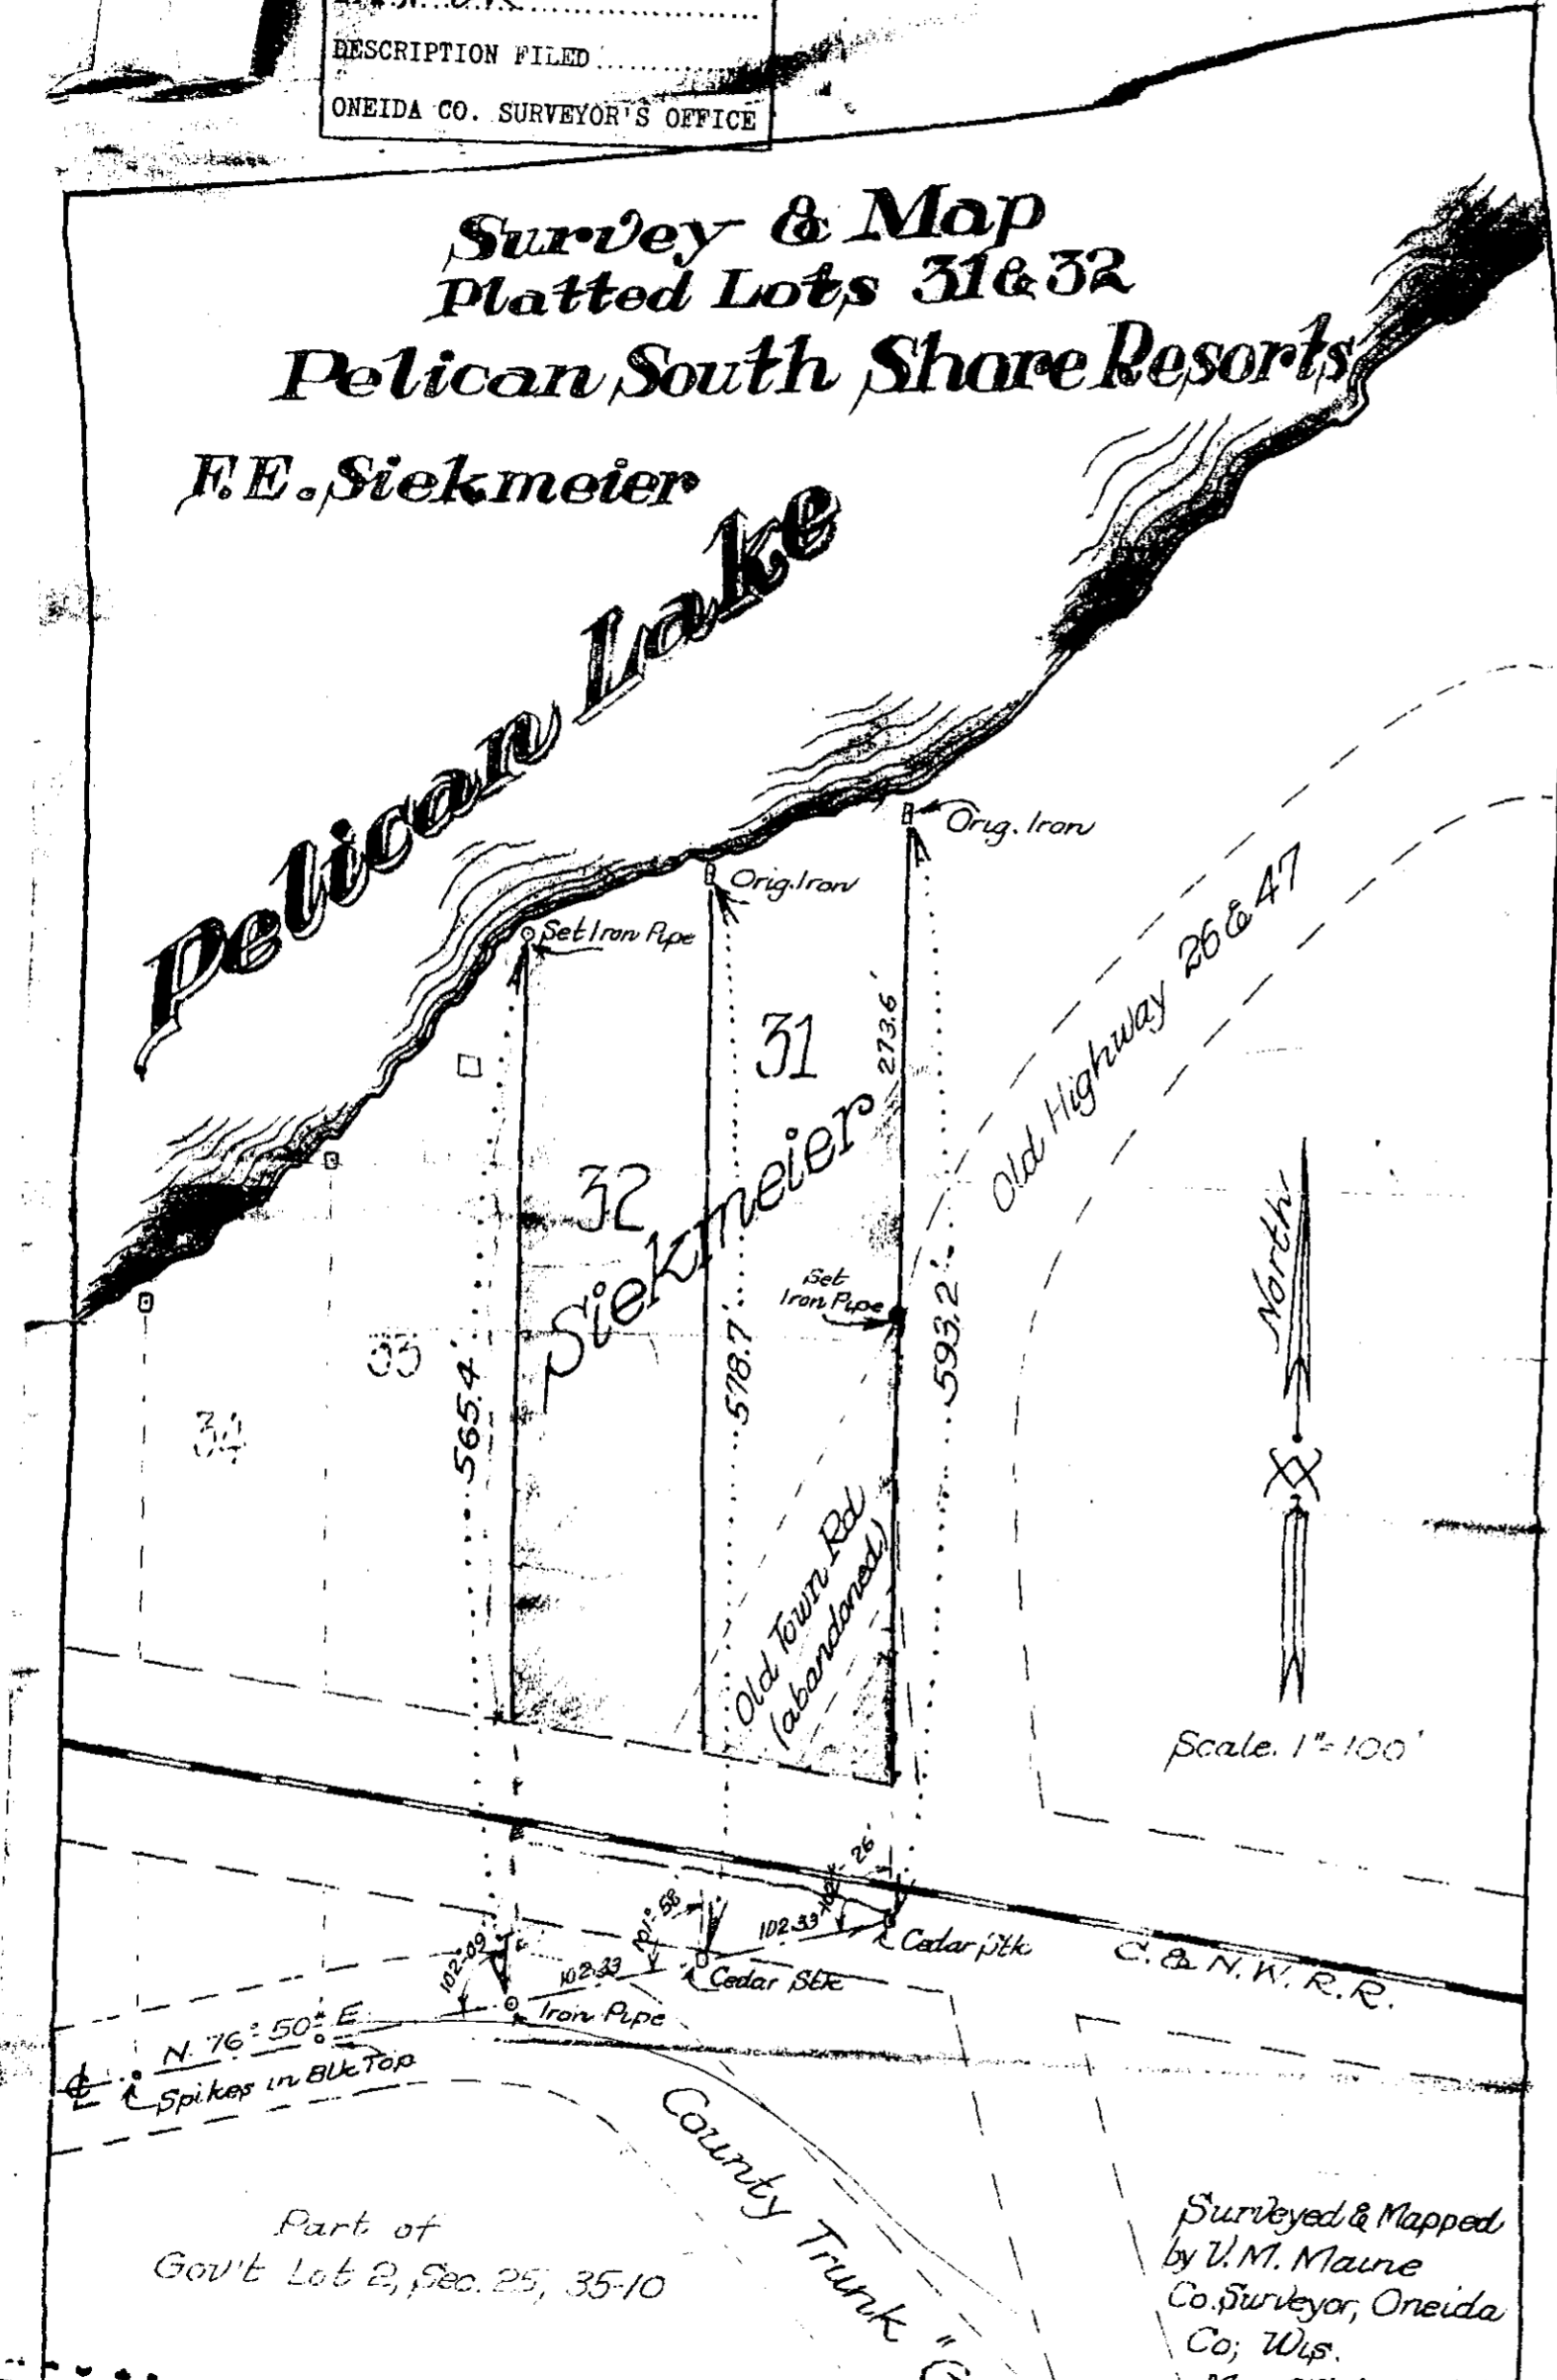 DESCRIPTION FILED
ONEIDA CO. SURVEYOR'S OFFICE
Survey & Map
Platted Lots 31 & 32
Pelican South Shore Resorts
F.E. Siekmeier
Pelican Lake
Orig. Iron
Orig. Iron
Set Iron Pipe
Old Highway 26 & 47
31
273.6'
32
Siekmeier
North
Set
Iron Pipe
33
34
565.4'
578.7'
593.2'
Old Town Rd
(abandoned)
Scale. 1"=100'
102°-26'
101°-58'
102.33
102°-09'
102.33
Cedar Stk
Cedar Stk
Iron Pipe
C. & N.W.R.R.
N. 76°-50' E
Spikes in Blk Top
County Trunk "
Part of
Gov't Lot 2, Sec. 25, 35-10
Surveyed & Mapped
by V.M. Maine
Co. Surveyor, Oneida
Co; Wis.